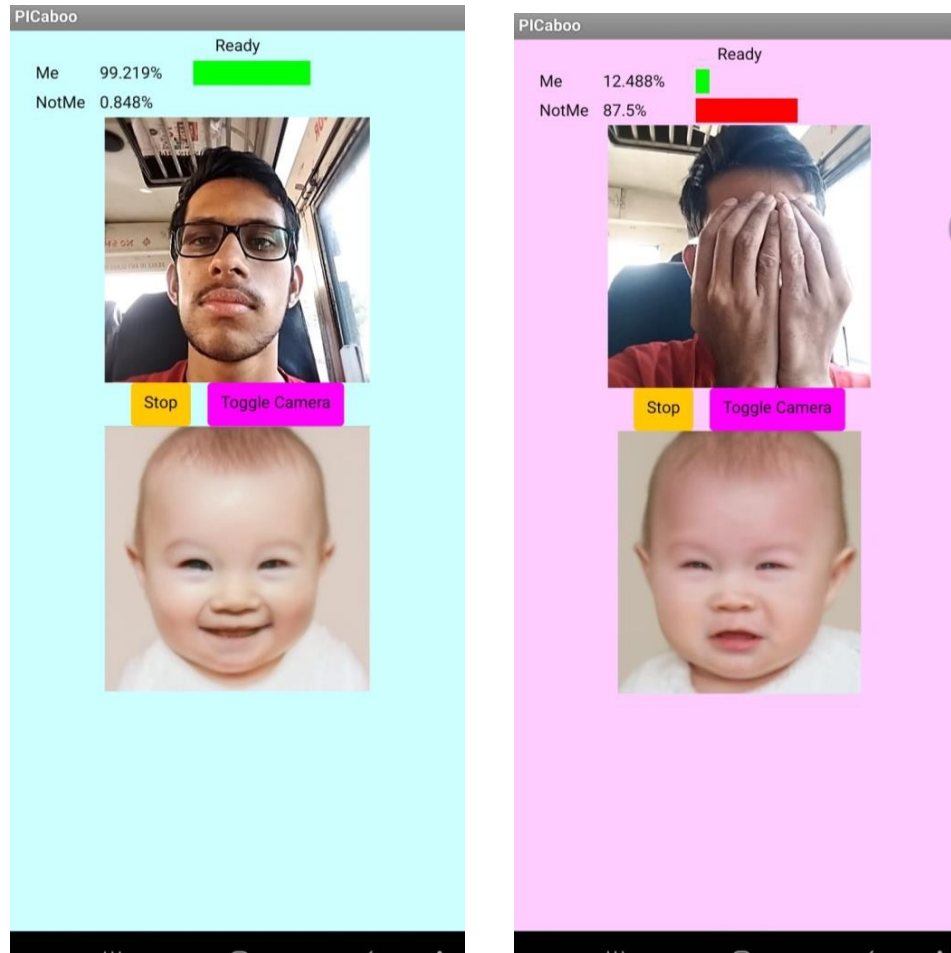 PICaboo
Ready
Me 99.219%
NotMe 0.848%
Stop Toggle Camera
PICaboo
Ready
Me 12.488%
NotMe 87.5%
Stop Toggle Camera